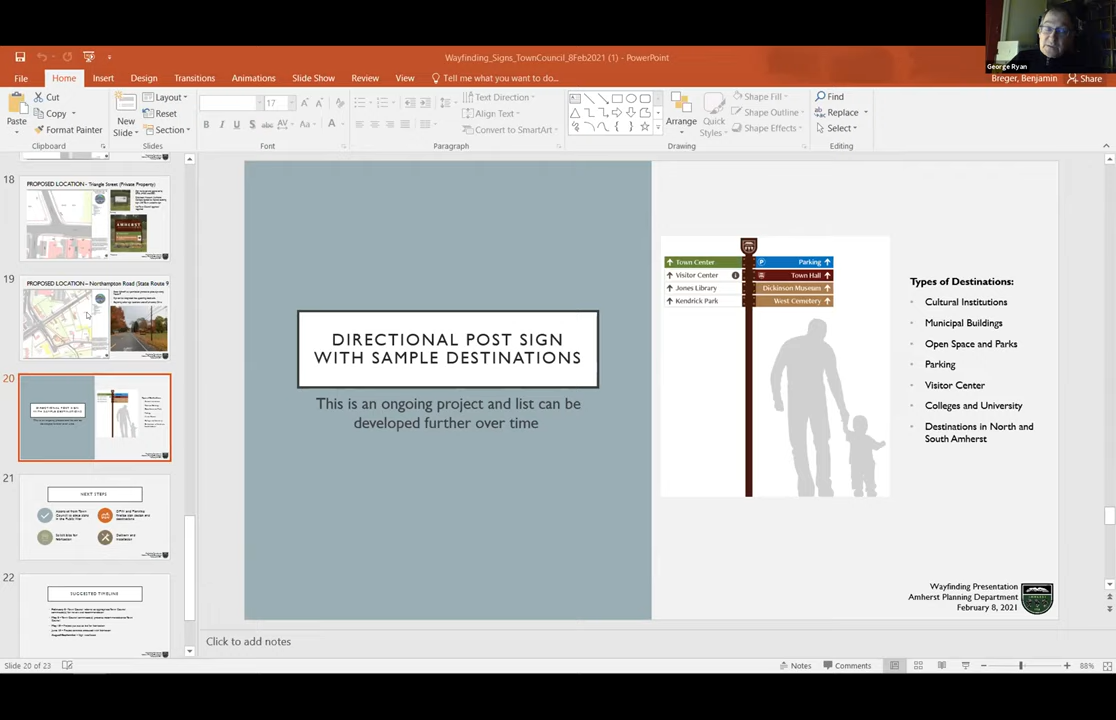 George Ryan
Wayfinding_Signs_TownCouncil_8Feb2021 (1) - PowerPoint
Breger, Benjamin
Share
File
Home
Insert
Design
Transitions
Animations
Slide Show
Review
View
Tell me what you want to do...
Paste
Cut
Copy
Format Painter
Clipboard
New
Slide
Layout
Reset
Section
Slides
17
Font
Text Direction
Align Text
Convert to SmartArt
Paragraph
Arrange
Quick
Styles
Shape Fill
Shape Outline
Shape Effects
Drawing
Find
Replace
Select
Editing
18
PROPOSED LOCATION - Triangle Street (Private Property)
AMHERST
19
PROPOSED LOCATION - Northampton Road (State Route 9
20
DIRECTIONAL POST SIGN
WITH SAMPLE DESTINATIONS
21
NEXT STEPS
22
SUGGESTED TIMELINE
DIRECTIONAL POST SIGN
WITH SAMPLE DESTINATIONS
This is an ongoing project and list can be
developed further over time
Town Center
Visitor Center
Jones Library
Kendrick Park
P Parking
Town Hall
Dickinson Museum
West Cemetery
Types of Destinations:
• Cultural Institutions
• Municipal Buildings
• Open Space and Parks
• Parking
• Visitor Center
• Colleges and University
• Destinations in North and
South Amherst
Wayfinding Presentation
Amherst Planning Department
February 8, 2021
Click to add notes
Slide 20 of 23
Notes
Comments
88%